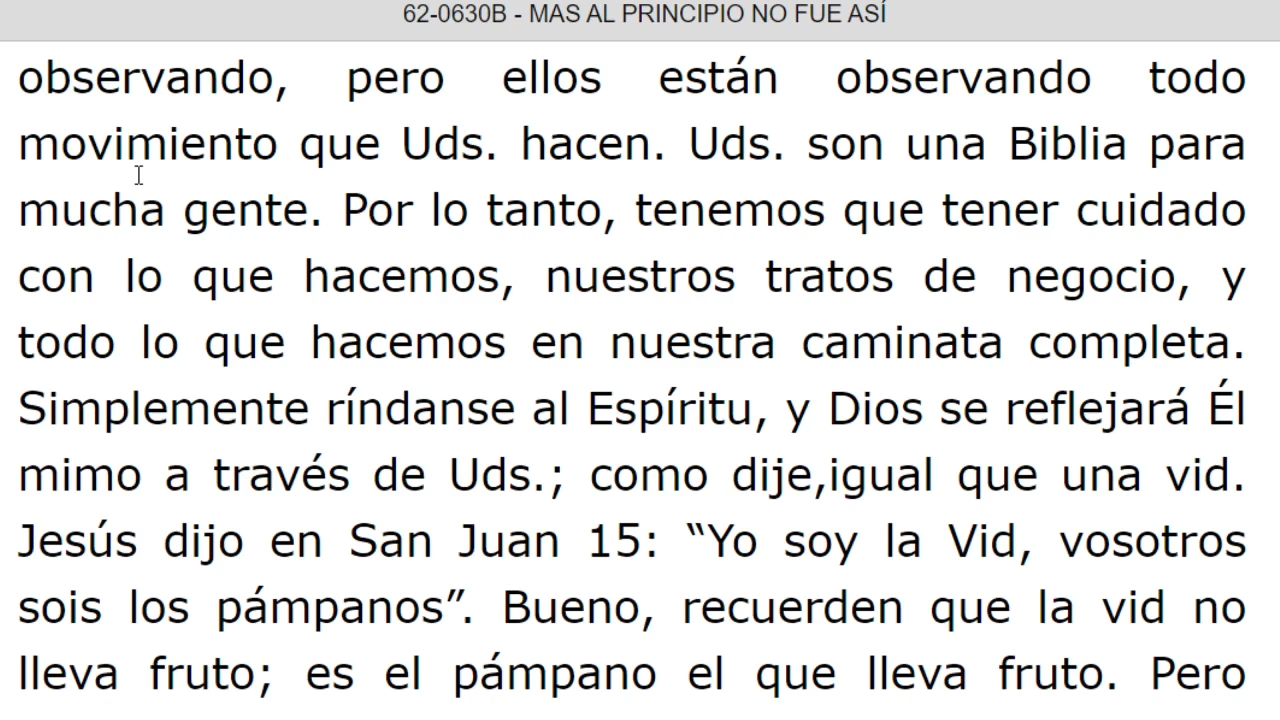 62-0630B - MAS AL PRINCIPIO NO FUE ASÍ
observando, pero ellos están observando todo
movimiento que Uds. hacen. Uds. son una Biblia para
mucha gente. Por lo tanto, tenemos que tener cuidado
con lo que hacemos, nuestros tratos de negocio, y
todo lo que hacemos en nuestra caminata completa.
Simplemente ríndanse al Espíritu, y Dios se reflejará Él
mimo a través de Uds.; como dije,igual que una vid.
Jesús dijo en San Juan 15: “Yo soy la Vid, vosotros
sois los pámpanos”. Bueno, recuerden que la vid no
lleva fruto; es el pámpano el que lleva fruto. Pero